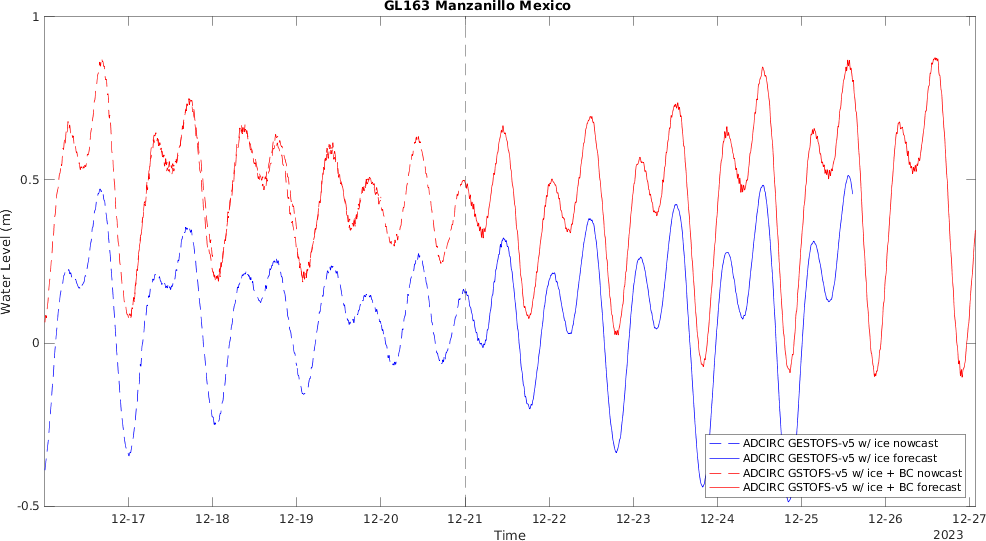 GL163 Manzanillo Mexico
Water Level (m)
1
0.5
0
-0.5
12-17 12-18 12-19 12-20 12-21 12-22 12-23 12-24 12-25 12-26 12-27
Time
2023
ADCIRC GESTOFS-v5 w/ ice nowcast
ADCIRC GESTOFS-v5 w/ ice forecast
ADCIRC GSTOFS-v5 w/ ice + BC nowcast
ADCIRC GSTOFS-v5 w/ ice + BC forecast